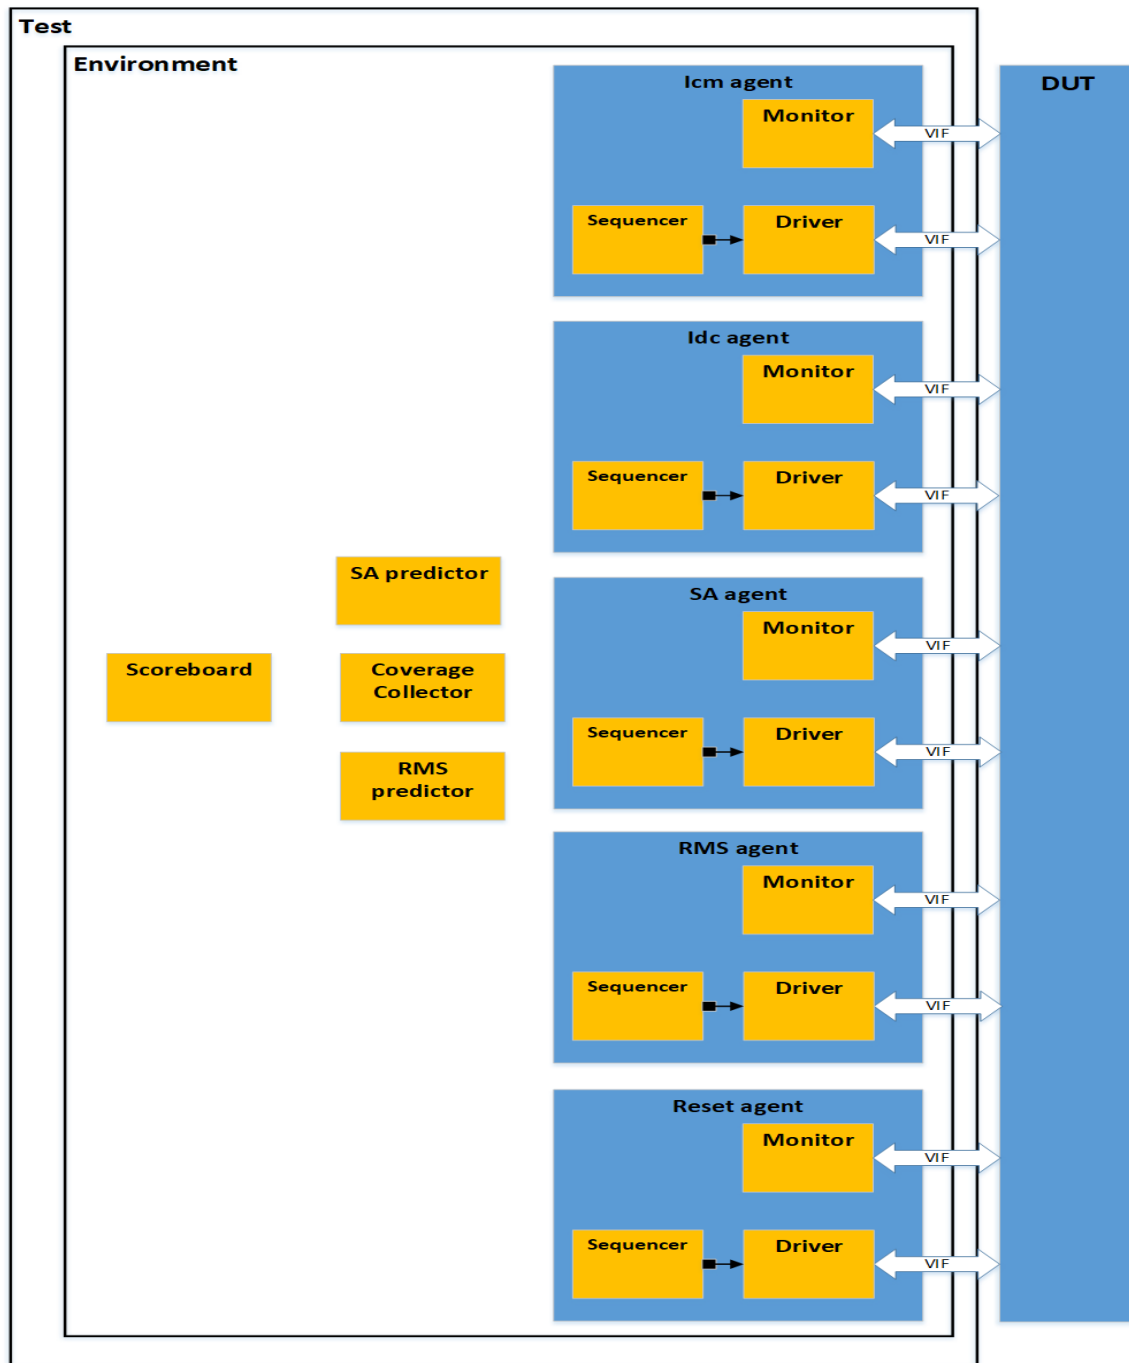 Test
Environment
Icm agent
Monitor
VIF
Sequencer
Driver
VIF
Idc agent
Monitor
VIF
Sequencer
Driver
VIF
SA agent
Monitor
VIF
Sequencer
Driver
VIF
RMS agent
Monitor
VIF
Sequencer
Driver
VIF
Reset agent
Monitor
VIF
Sequencer
Driver
VIF
SA predictor
Scoreboard
Coverage
Collector
RMS
predictor
DUT